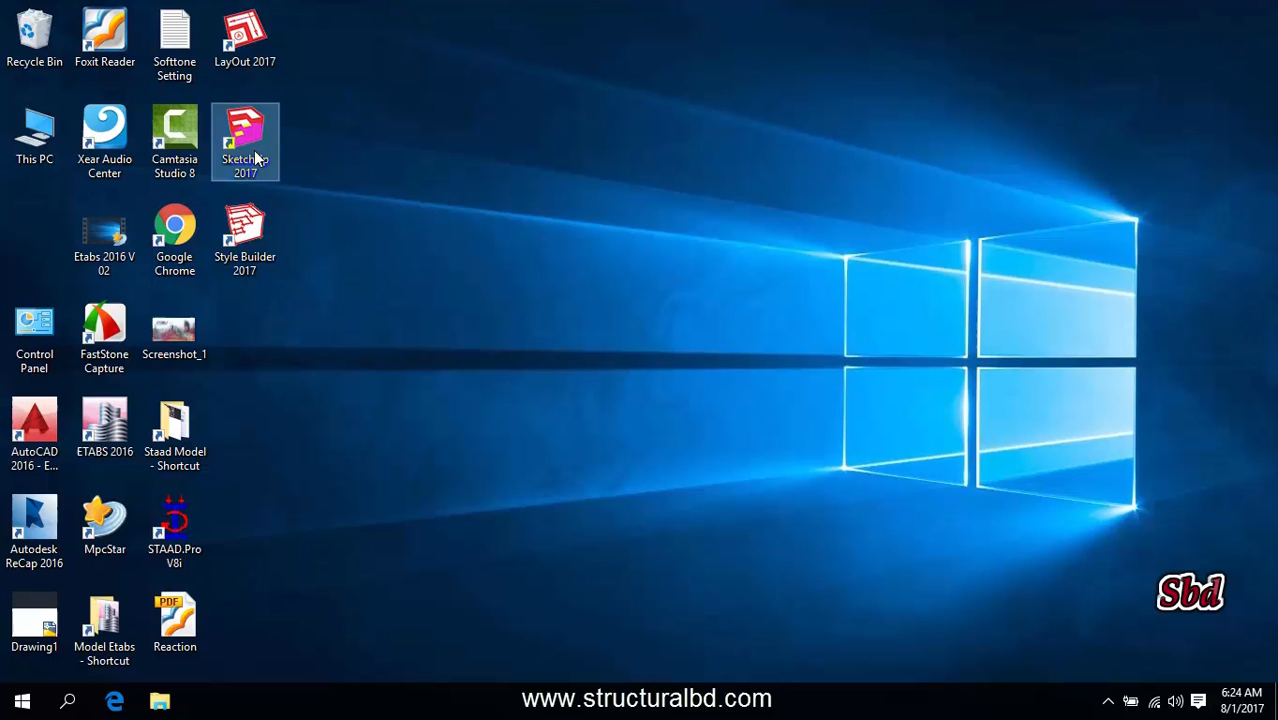 Recycle Bin
Foxit Reader
Softtone
Setting
LayOut 2017
This PC
Xear Audio
Center
Camtasia
Studio 8
2017
Etabs 2016 V
02
Google
Chrome
Style Builder
2017
Control
Panel
FastStone
Capture
Screenshot_1
AutoCAD
2016 - E...
ETABS 2016
Staad Model
- Shortcut
Autodesk
ReCap 2016
MpcStar
STAAD.Pro
V8i
Drawing1
Model Etabs
- Shortcut
PDF
Reaction
Sbd
www.structuralbd.com
6:24 AM
8/1/2017